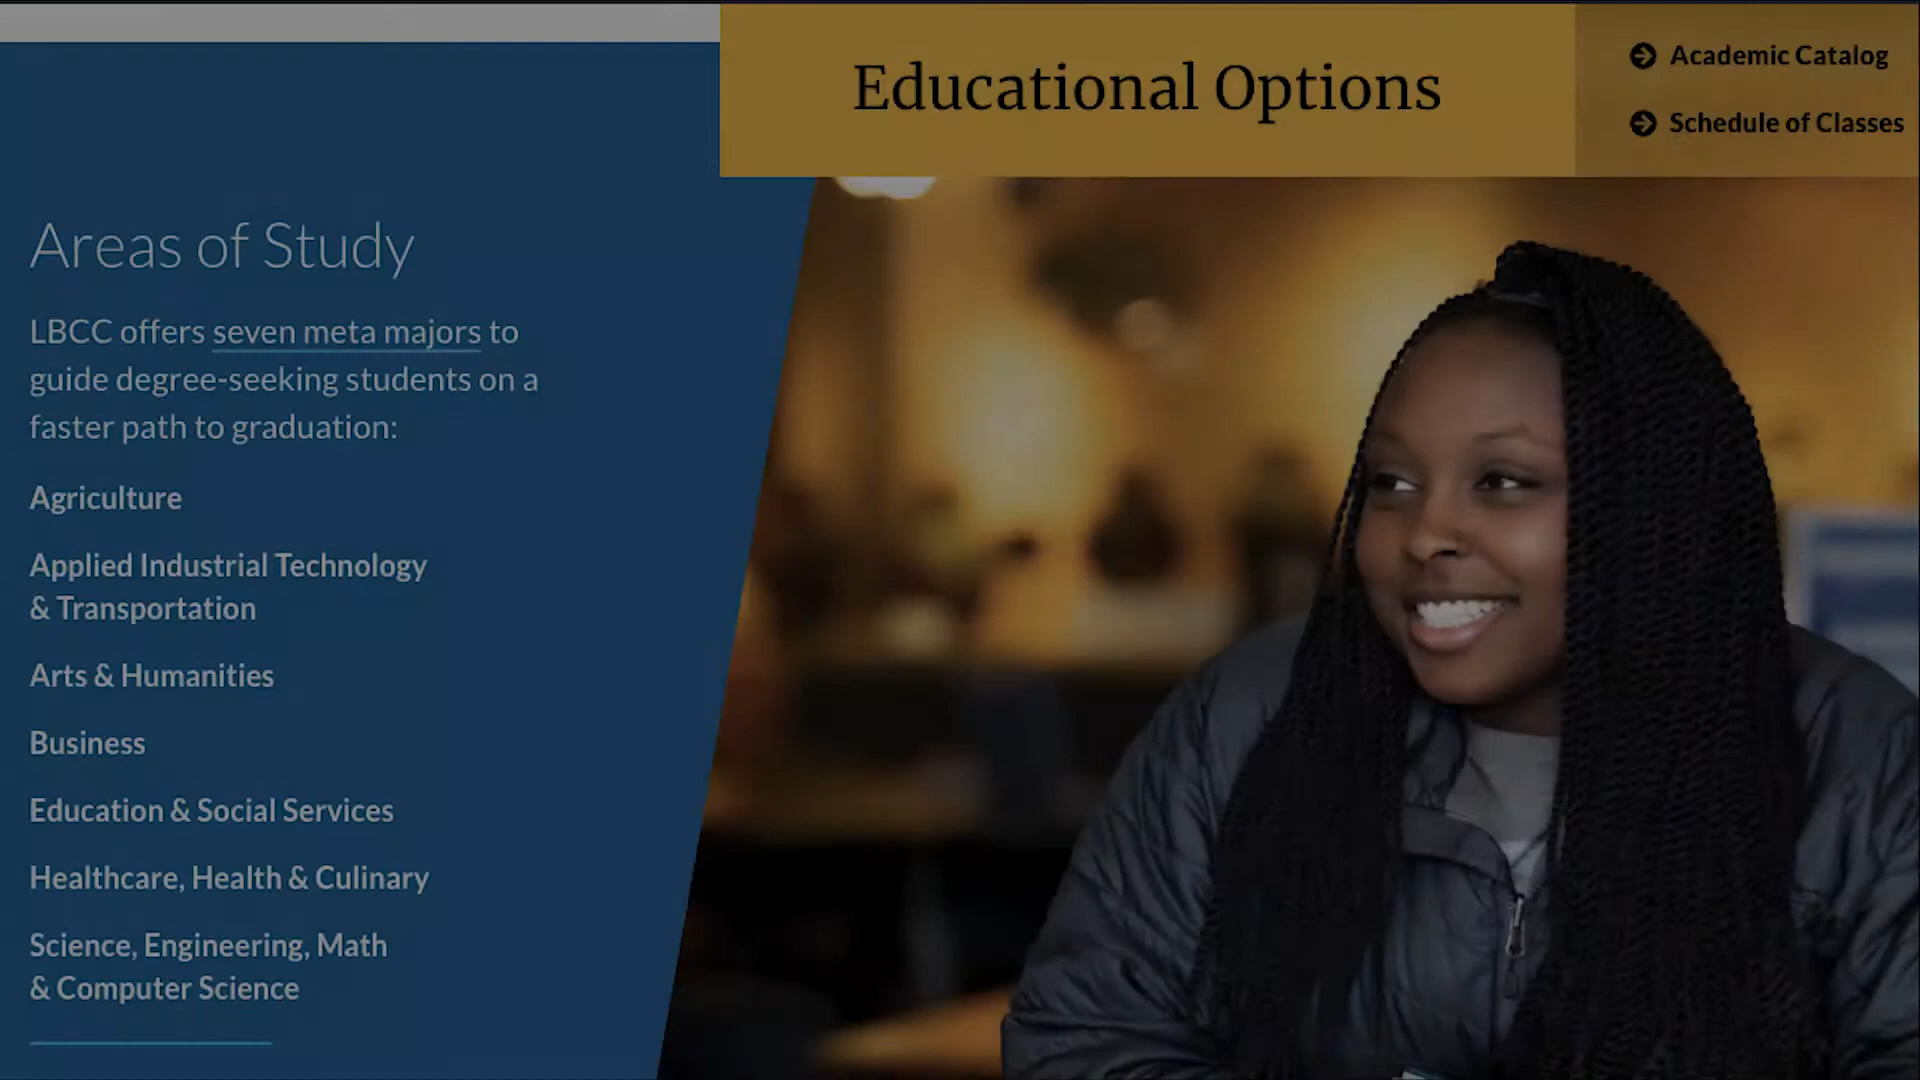 Educational Options
Academic Catalog
Schedule of Classes
Areas of Study
LBCC offers seven meta majors to
guide degree-seeking students on a
faster path to graduation:
Agriculture
Applied Industrial Technology
& Transportation
Arts & Humanities
Business
Education & Social Services
Healthcare, Health & Culinary
Science, Engineering, Math
& Computer Science